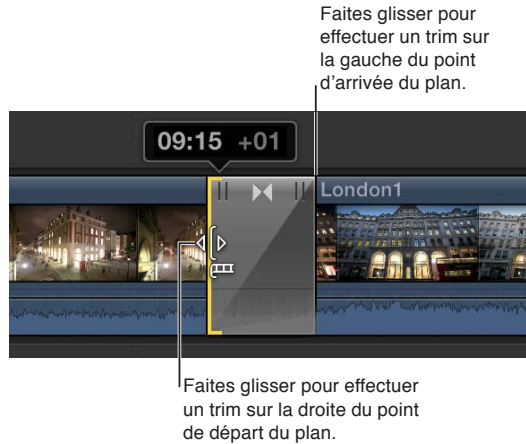 Faites glisser pour
effectuer un trim sur
la gauche du point
d’arrivée du plan.
09:15 +01
London1
Faites glisser pour effectuer
un trim sur la droite du point
de départ du plan.